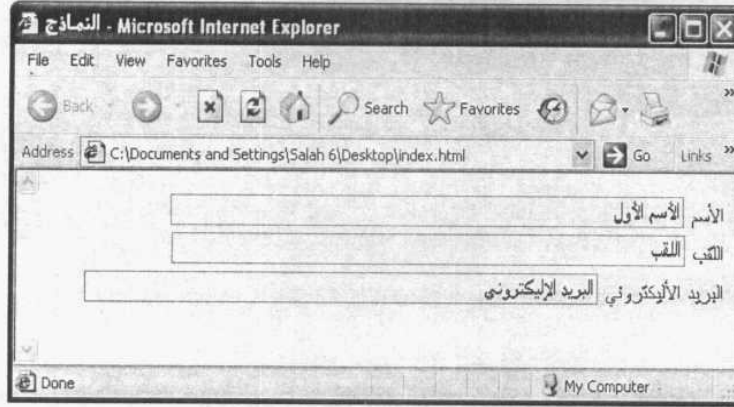 النماذج - Microsoft Internet Explorer
File Edit View Favorites Tools Help
Back Search Favorites
Address C:\Documents and Settings\Salah 6\Desktop\index.html Go Links
الأسم الأسم الأول
اللقب اللقب
البريد الأليكتروني البريد الإليكتروني
Done My Computer